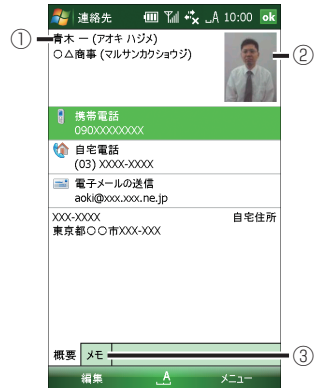 連絡先 A 10:00 ok
① 青木 一 (アオキ ハジメ)
○△商事 (マルサンカクショウジ)
②
携帯電話
090XXXXXXXX
自宅電話
(03) XXXX-XXXX
電子メールの送信
aoki@xxx.xxx.ne.jp
XXX-XXXX 自宅住所
東京都○○市XXX-XXX
概要 メモ ③
編集 A メニュー